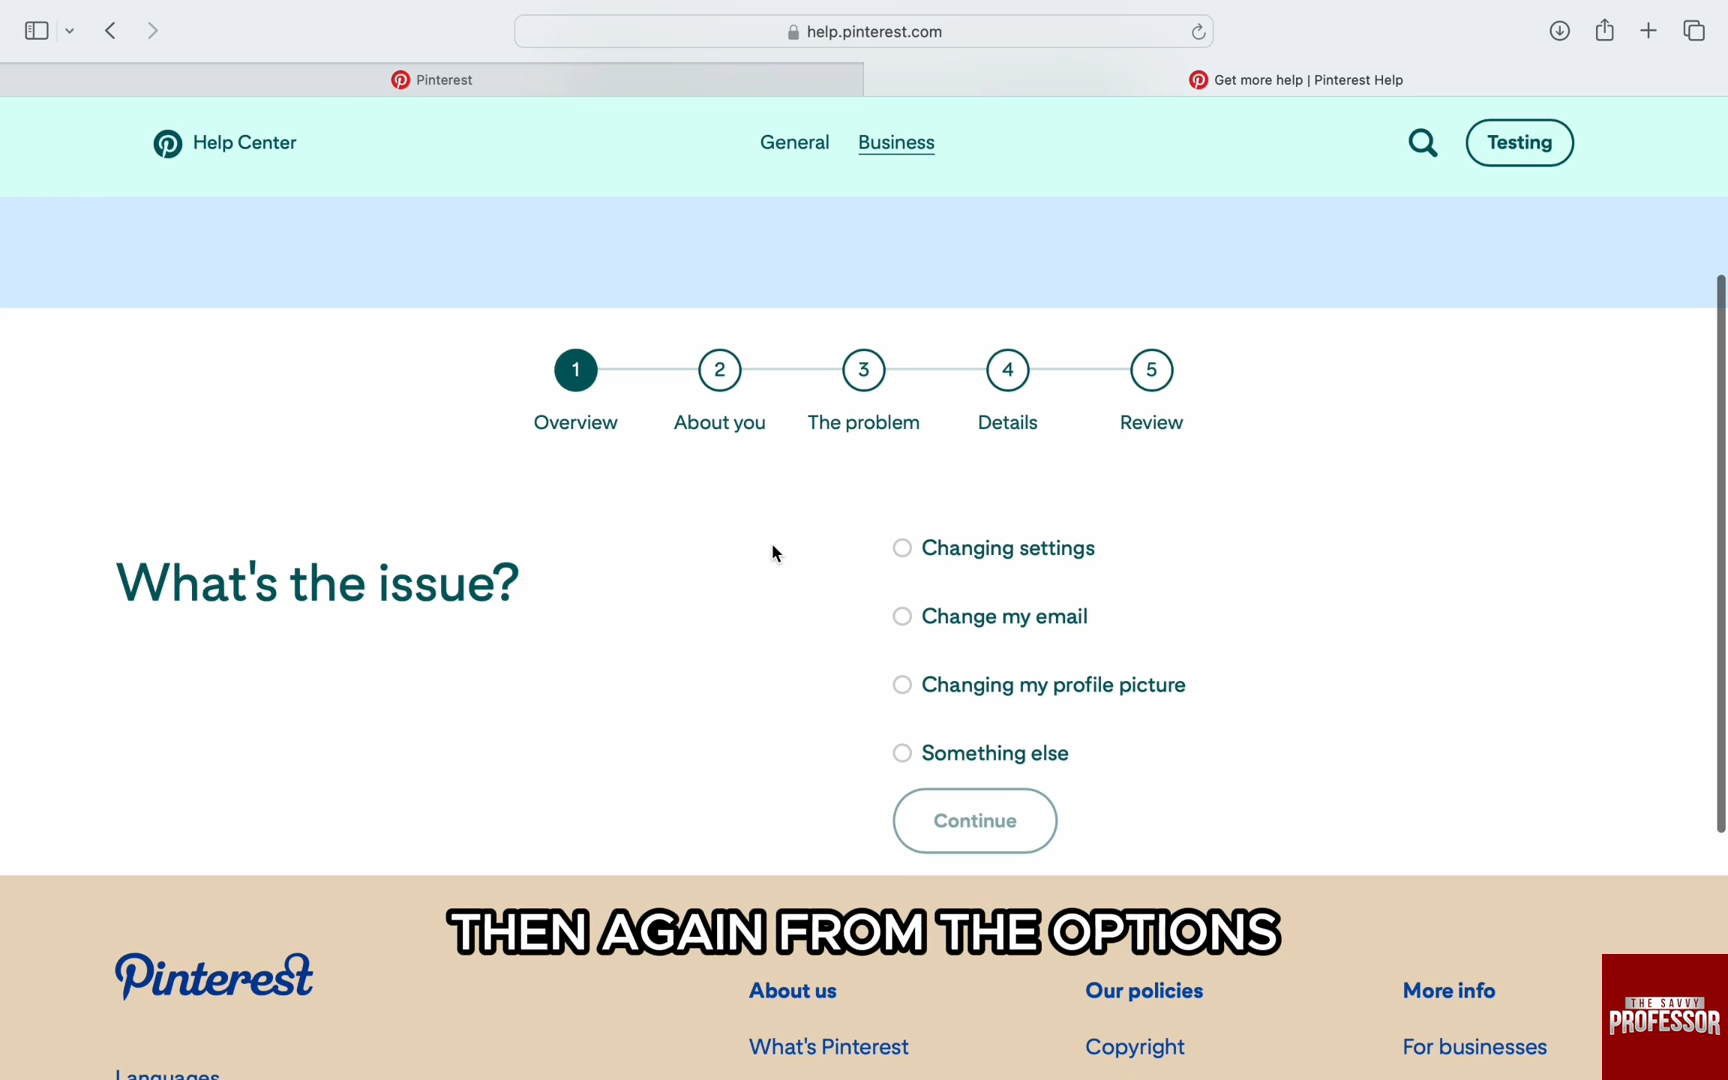 help.pinterest.com
Pinterest
Get more help | Pinterest Help
Help Center
General
Business
Testing
1
2
3
4
5
Overview
About you
The problem
Details
Review
What's the issue?
Changing settings
Change my email
Changing my profile picture
Something else
Continue
THEN AGAIN FROM THE OPTIONS
Pinterest
About us
Our policies
More info
What's Pinterest
Copyright
For businesses
Languages
THE SAVVY
PROFESSOR